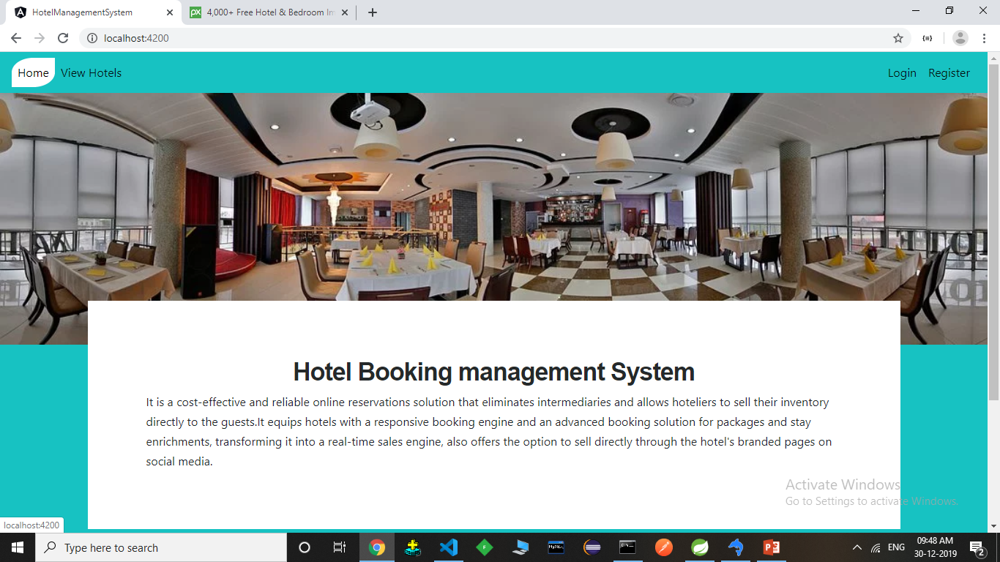 HotelManagementSystem
4,000+ Free Hotel & Bedroom Im
localhost:4200
Home
View Hotels
Login
Register
Hotel Booking management System
It is a cost-effective and reliable online reservations solution that eliminates intermediaries and allows hoteliers to sell their inventory
directly to the guests.It equips hotels with a responsive booking engine and an advanced booking solution for packages and stay
enrichments, transforming it into a real-time sales engine, also offers the option to sell directly through the hotel's branded pages on
social media.
Activate Windows
Go to Settings to activate Windows.
localhost:4200
Type here to search
ENG
09:48 AM
30-12-2019
2